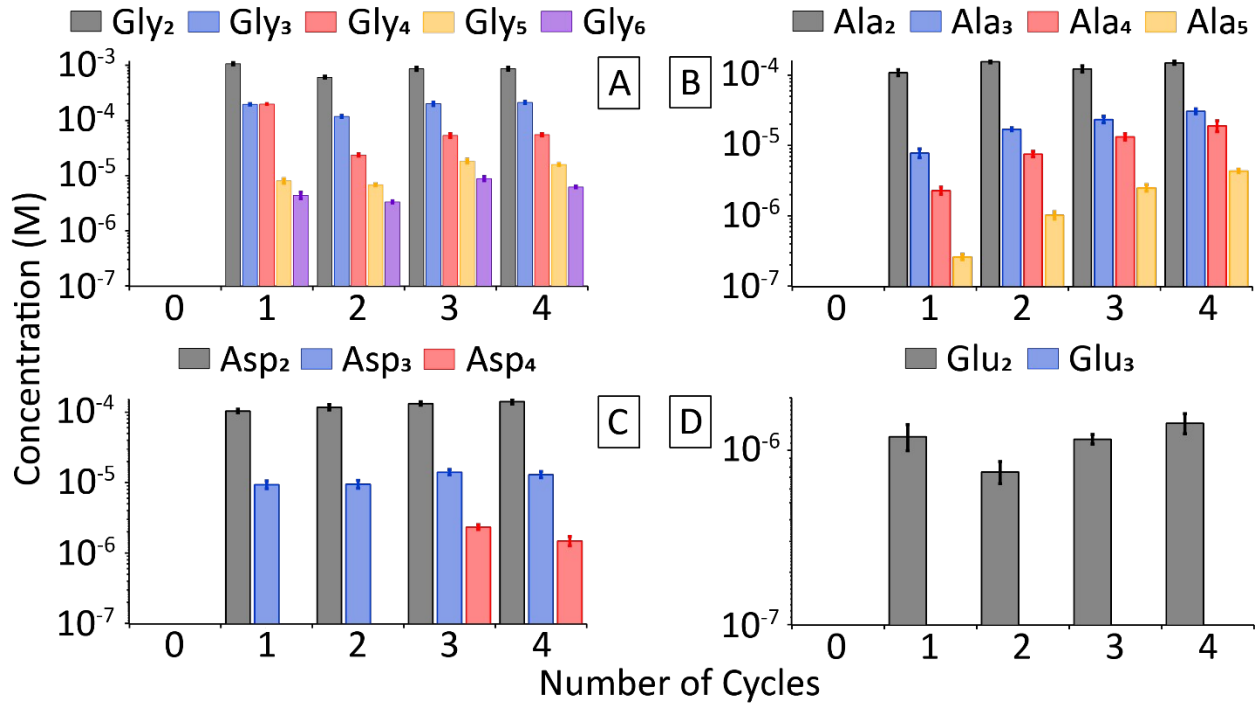 Gly₂ Gly₃ Gly₄ Gly₅ Gly₆
Ala₂ Ala₃ Ala₄ Ala₅
A
B
10⁻³
10⁻⁴
10⁻⁵
10⁻⁶
10⁻⁷
0 1 2 3 4
10⁻⁴
10⁻⁵
10⁻⁶
10⁻⁷
0 1 2 3 4
Asp₂ Asp₃ Asp₄
Glu₂ Glu₃
C
D
10⁻⁴
10⁻⁵
10⁻⁶
10⁻⁷
0 1 2 3 4
10⁻⁶
10⁻⁷
0 1 2 3 4
Concentration (M)
Number of Cycles